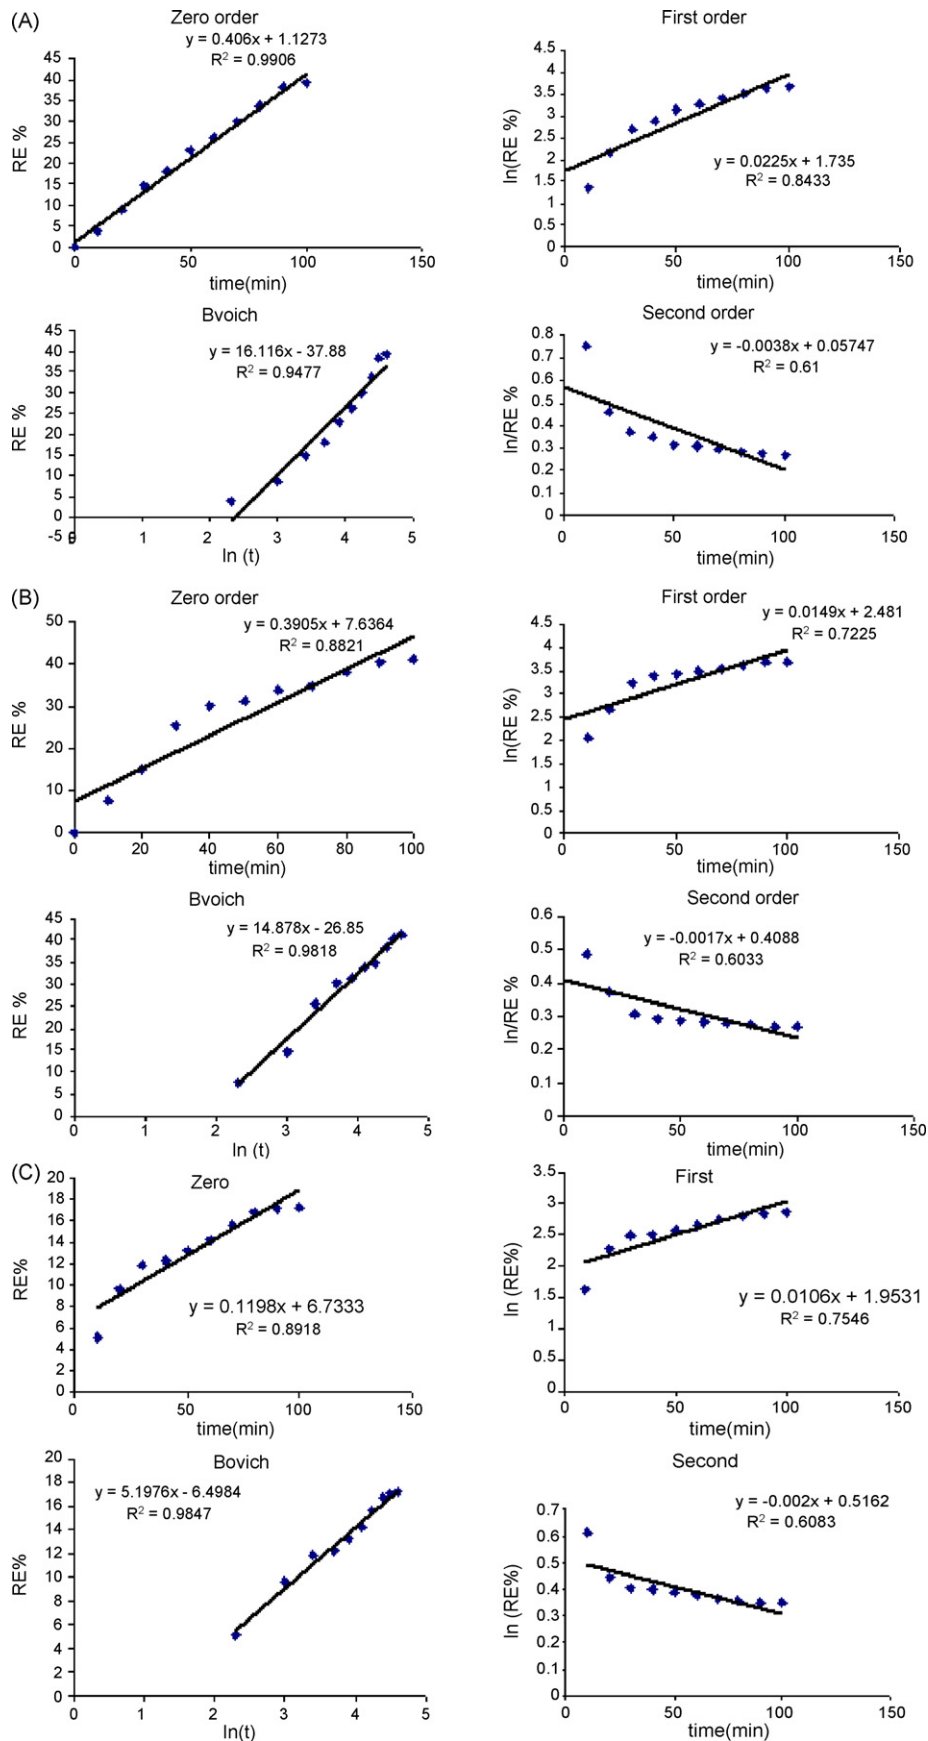 (A)
Zero order
y = 0.406x + 1.1273
R² = 0.9906
45
40
35
30
25
20
15
10
5
0
RE %
0 50 100 150
time(min)
First order
4.5
4
3.5
3
2.5
2
1.5
1
0.5
0
ln(RE %)
y = 0.0225x + 1.735
R² = 0.8433
0 50 100 150
time(min)
Bvoich
y = 16.116x - 37.88
R² = 0.9477
45
40
35
30
25
20
15
10
5
0
-5
RE %
0 1 2 3 4 5
ln (t)
Second order
y = -0.0038x + 0.05747
R² = 0.61
0.8
0.7
0.6
0.5
0.4
0.3
0.2
0.1
0
ln/RE %
0 50 100 150
time(min)
(B)
Zero order
y = 0.3905x + 7.6364
R² = 0.8821
50
40
30
20
10
0
RE %
0 20 40 60 80 100
time(min)
First order
y = 0.0149x + 2.481
R² = 0.7225
4.5
4
3.5
3
2.5
2
1.5
1
0.5
0
ln(RE %)
0 50 100 150
time(min)
Bvoich
y = 14.878x - 26.85
R² = 0.9818
45
40
35
30
25
20
15
10
5
0
RE %
0 1 2 3 4 5
ln (t)
Second order
y = -0.0017x + 0.4088
R² = 0.6033
0.6
0.5
0.4
0.3
0.2
0.1
0
ln/RE %
0 50 100 150
time(min)
(C)
Zero
20
18
16
14
12
10
8
6
4
2
0
RE%
y = 0.1198x + 6.7333
R² = 0.8918
0 50 100 150
time(min)
First
3.5
3
2.5
2
1.5
1
0.5
0
ln (RE%)
y = 0.0106x + 1.9531
R² = 0.7546
0 50 100 150
time(min)
Bovich
y = 5.1976x - 6.4984
R² = 0.9847
20
18
16
14
12
10
8
6
4
2
0
RE%
0 1 2 3 4 5
ln(t)
Second
y = -0.002x + 0.5162
R² = 0.6083
0.7
0.6
0.5
0.4
0.3
0.2
0.1
0
ln (RE%)
0 50 100 150
time(min)